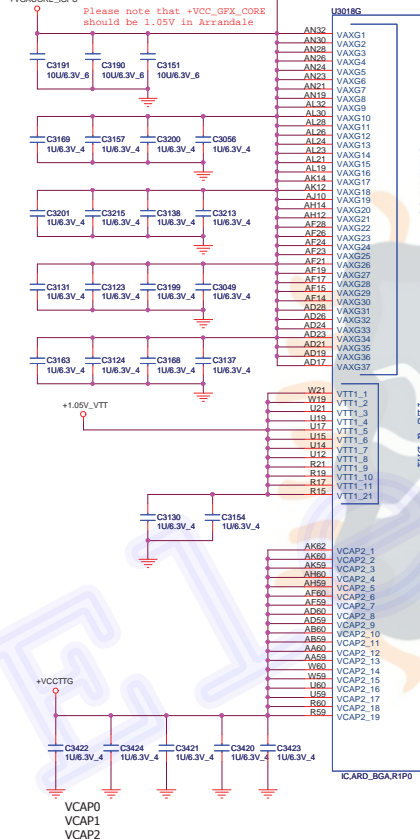 Please note that +VCC_GFX_CORE
should be 1.05V in Arrandale
U3018G
C3191
10U/6.3V_6
C3190
10U/6.3V_6
C3151
10U/6.3V_6
C3169
1U/6.3V_4
C3157
1U/6.3V_4
C3200
1U/6.3V_4
C3056
1U/6.3V_4
C3201
1U/6.3V_4
C3215
1U/6.3V_4
C3138
1U/6.3V_4
C3213
1U/6.3V_4
C3131
1U/6.3V_4
C3123
1U/6.3V_4
C3199
1U/6.3V_4
C3049
1U/6.3V_4
C3163
1U/6.3V_4
C3124
1U/6.3V_4
C3168
1U/6.3V_4
C3137
1U/6.3V_4
AN32 VAXG1
AN30 VAXG2
AN28 VAXG3
AN26 VAXG4
AN24 VAXG5
AN23 VAXG6
AN21 VAXG7
AN19 VAXG8
AL32 VAXG9
AL30 VAXG10
AL28 VAXG11
AL26 VAXG12
AL24 VAXG13
AL23 VAXG14
AL21 VAXG15
AL19 VAXG16
AK14 VAXG17
AK12 VAXG18
AJ10 VAXG19
AH14 VAXG20
AH12 VAXG21
AF28 VAXG22
AF26 VAXG23
AF24 VAXG24
AF23 VAXG25
AF21 VAXG26
AF19 VAXG27
AF17 VAXG28
AF15 VAXG29
AF14 VAXG30
AD28 VAXG31
AD26 VAXG32
AD24 VAXG33
AD23 VAXG34
AD21 VAXG35
AD19 VAXG36
AD17 VAXG37
+1.05V_VTT
C3130
1U/6.3V_4
C3154
1U/6.3V_4
W21 VTT1_1
W19 VTT1_2
U21 VTT1_3
U19 VTT1_4
U17 VTT1_5
U15 VTT1_6
U14 VTT1_7
U12 VTT1_8
R21 VTT1_9
R19 VTT1_10
R17 VTT1_11
R15 VTT1_21
AK62 VCAP2_1
AK60 VCAP2_2
AK59 VCAP2_3
AH60 VCAP2_4
AH59 VCAP2_5
AF60 VCAP2_6
AF59 VCAP2_7
AD60 VCAP2_8
AD59 VCAP2_9
AB60 VCAP2_10
AB59 VCAP2_11
AA60 VCAP2_12
AA59 VCAP2_13
W60 VCAP2_14
W59 VCAP2_15
U60 VCAP2_16
U59 VCAP2_17
R60 VCAP2_18
R59 VCAP2_19
+VCCTTG
C3422
1U/6.3V_4
C3424
1U/6.3V_4
C3421
1U/6.3V_4
C3420
1U/6.3V_4
C3423
1U/6.3V_4
IC,ARD_BGA,R1P0
VCAP0
VCAP1
VCAP2